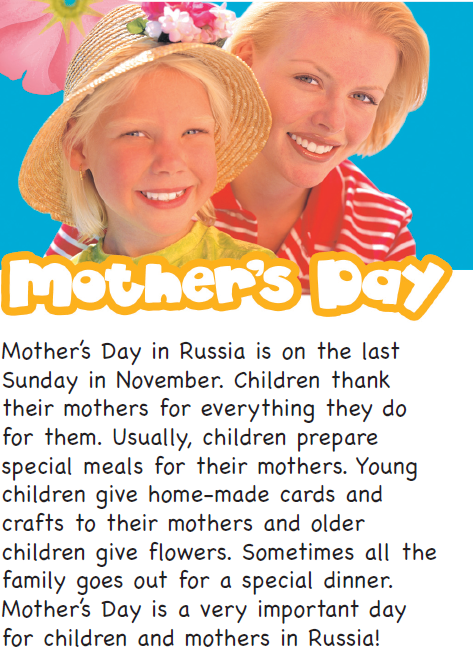 Mother's Day
Mother's Day in Russia is on the last
Sunday in November. Children thank
their mothers for everything they do
for them. Usually, children prepare
special meals for their mothers. Young
children give home-made cards and
crafts to their mothers and older
children give flowers. Sometimes all the
family goes out for a special dinner.
Mother's Day is a very important day
for children and mothers in Russia!